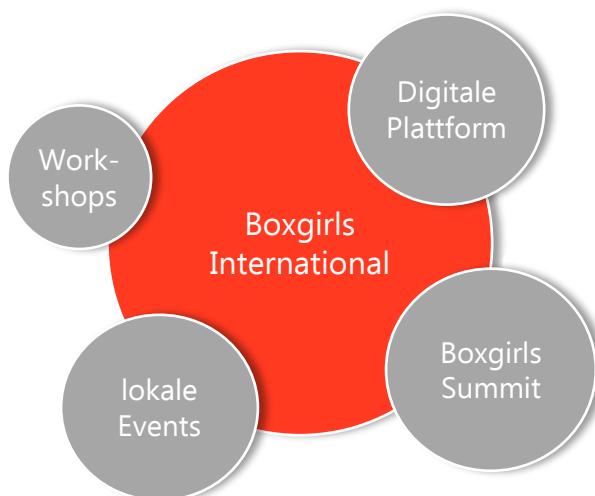 Digitale
Plattform
Work-
shops
Boxgirls
International
Boxgirls
Summit
lokale
Events